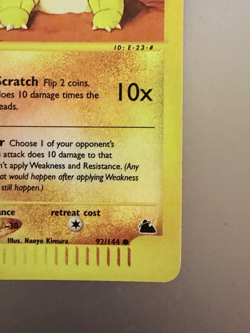 ID: E-23-#
Scratch Flip 2 coins.
oes 10 damage times the
eads.
10x
Choose 1 of your opponent's
s attack does 10 damage to that
n't apply Weakness and Resistance. (Any
at would happen after applying Weakness
still happen.)
ance
retreat cost
-30
Illus. Naoyo Kimura
92/144